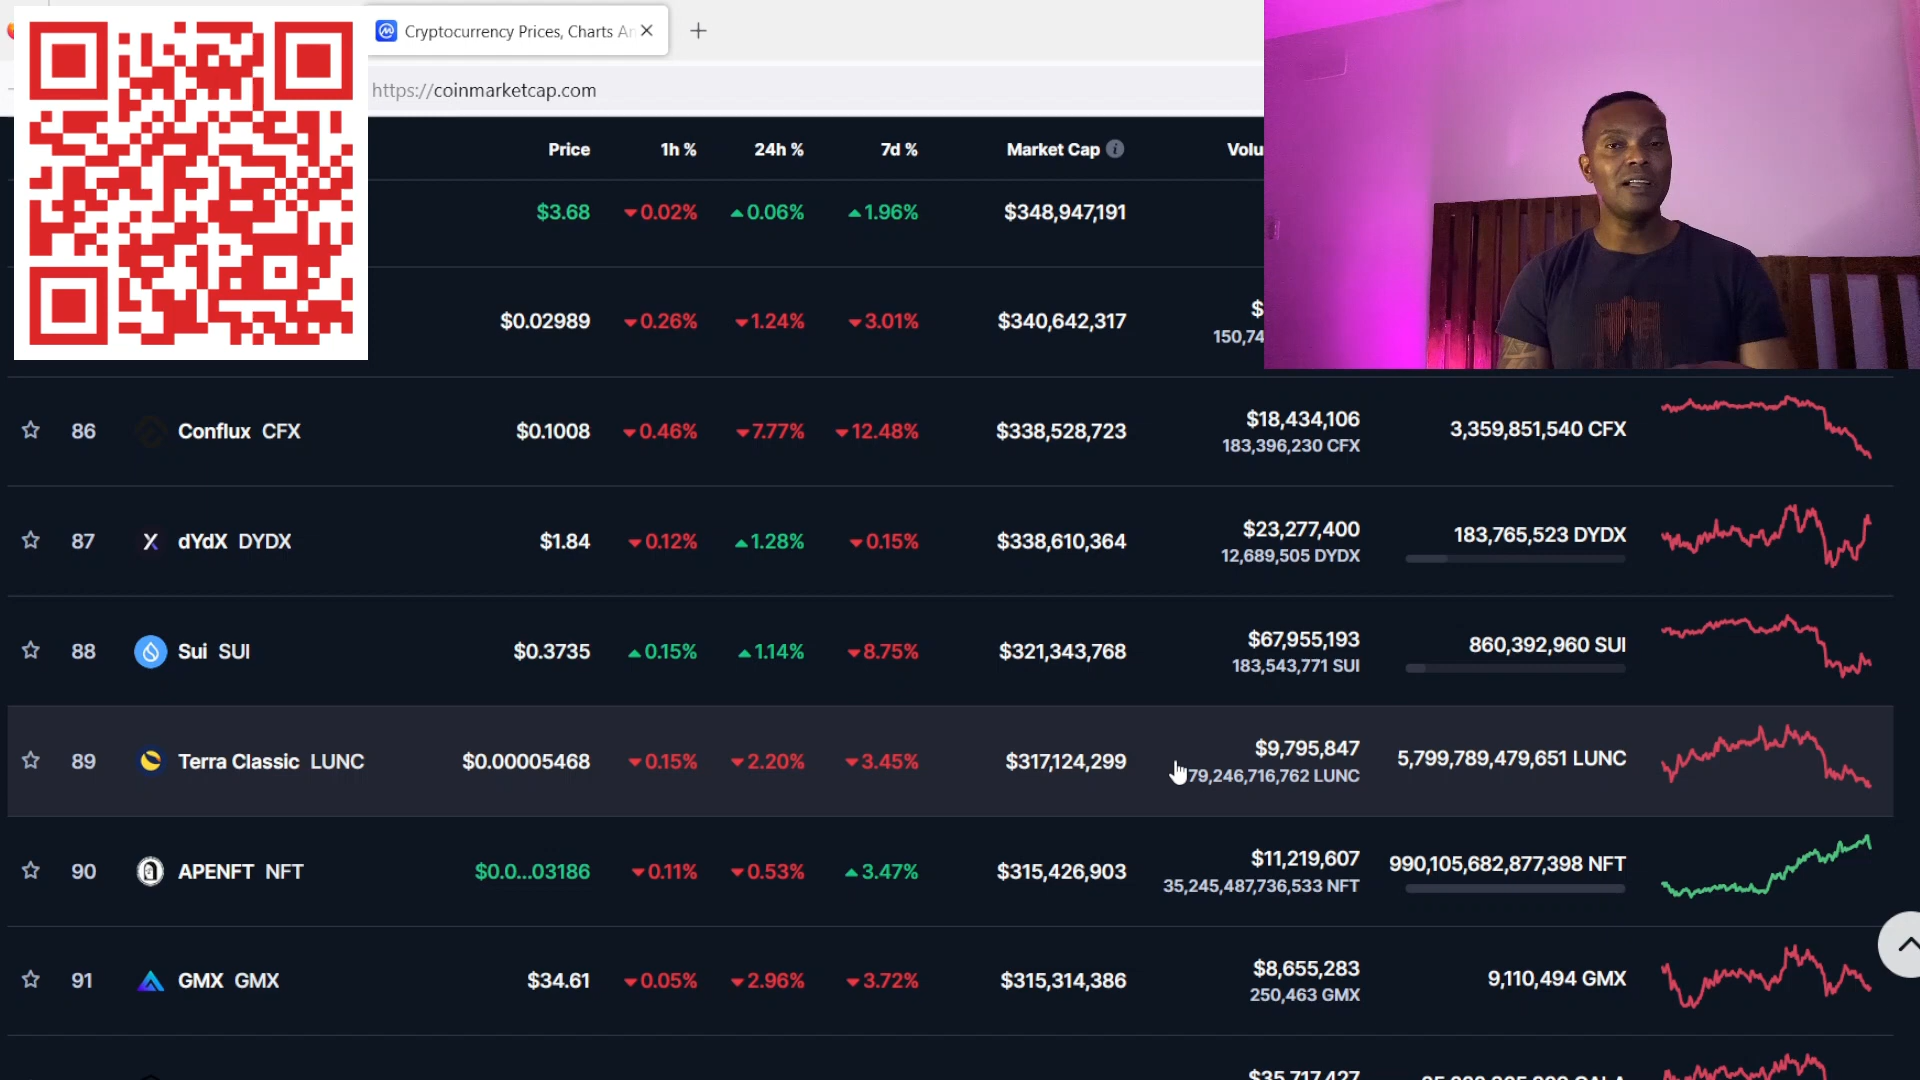 Cryptocurrency Prices, Charts An
https://coinmarketcap.com
Price 1h % 24h % 7d % Market Cap Volu
$3.68 0.02% 0.06% 1.96% $348,947,191
$0.02989 0.26% 1.24% 3.01% $340,642,317 $
150,74
86 Conflux CFX $0.1008 0.46% 7.77% 12.48% $338,528,723 $18,434,106 3,359,851,540 CFX
183,396,230 CFX
87 dYdX DYDX $1.84 0.12% 1.28% 0.15% $338,610,364 $23,277,400 183,765,523 DYDX
12,689,505 DYDX
88 Sui SUI $0.3735 0.15% 1.14% 8.75% $321,343,768 $67,955,193 860,392,960 SUI
183,543,771 SUI
89 Terra Classic LUNC $0.00005468 0.15% 2.20% 3.45% $317,124,299 $9,795,847 5,799,789,479,651 LUNC
79,246,716,762 LUNC
90 APENFT NFT $0.0...03186 0.11% 0.53% 3.47% $315,426,903 $11,219,607 990,105,682,877,398 NFT
35,245,487,736,533 NFT
91 GMX GMX $34.61 0.05% 2.96% 3.72% $315,314,386 $8,655,283 9,110,494 GMX
250,463 GMX
$35,717,427